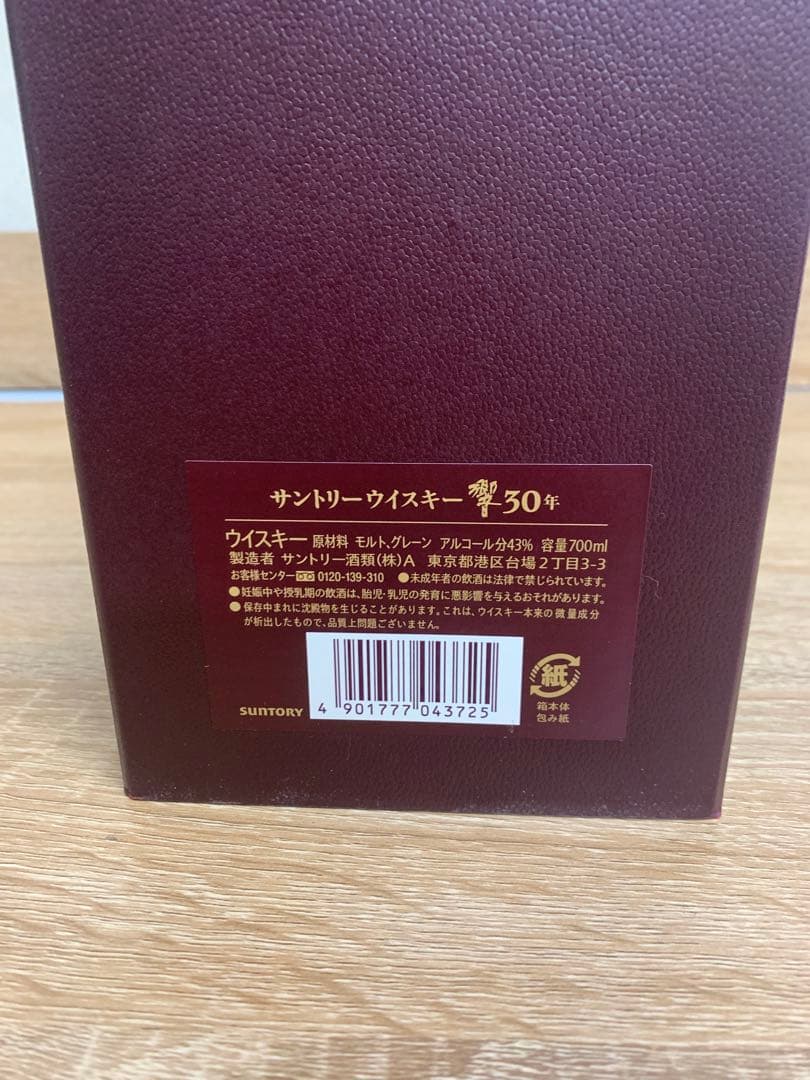 サントリーウイスキー 響 30年
ウイスキー 原材料 モルト、グレーン アルコール分43% 容量700ml
製造者 サントリー酒類(株)A 東京都港区台場2丁目3-3
お客様センター 0120-139-310 ●未成年者の飲酒は法律で禁じられています。
●妊娠中や授乳期の飲酒は、胎児・乳児の発育に悪影響を与えるおそれがあります。
●保存中まれに沈殿物を生じることがあります。これは、ウイスキー本来の微量成分
が析出したもので、品質上問題ございません。
SUNTORY
4 901777 043725
紙
箱本体
包み紙